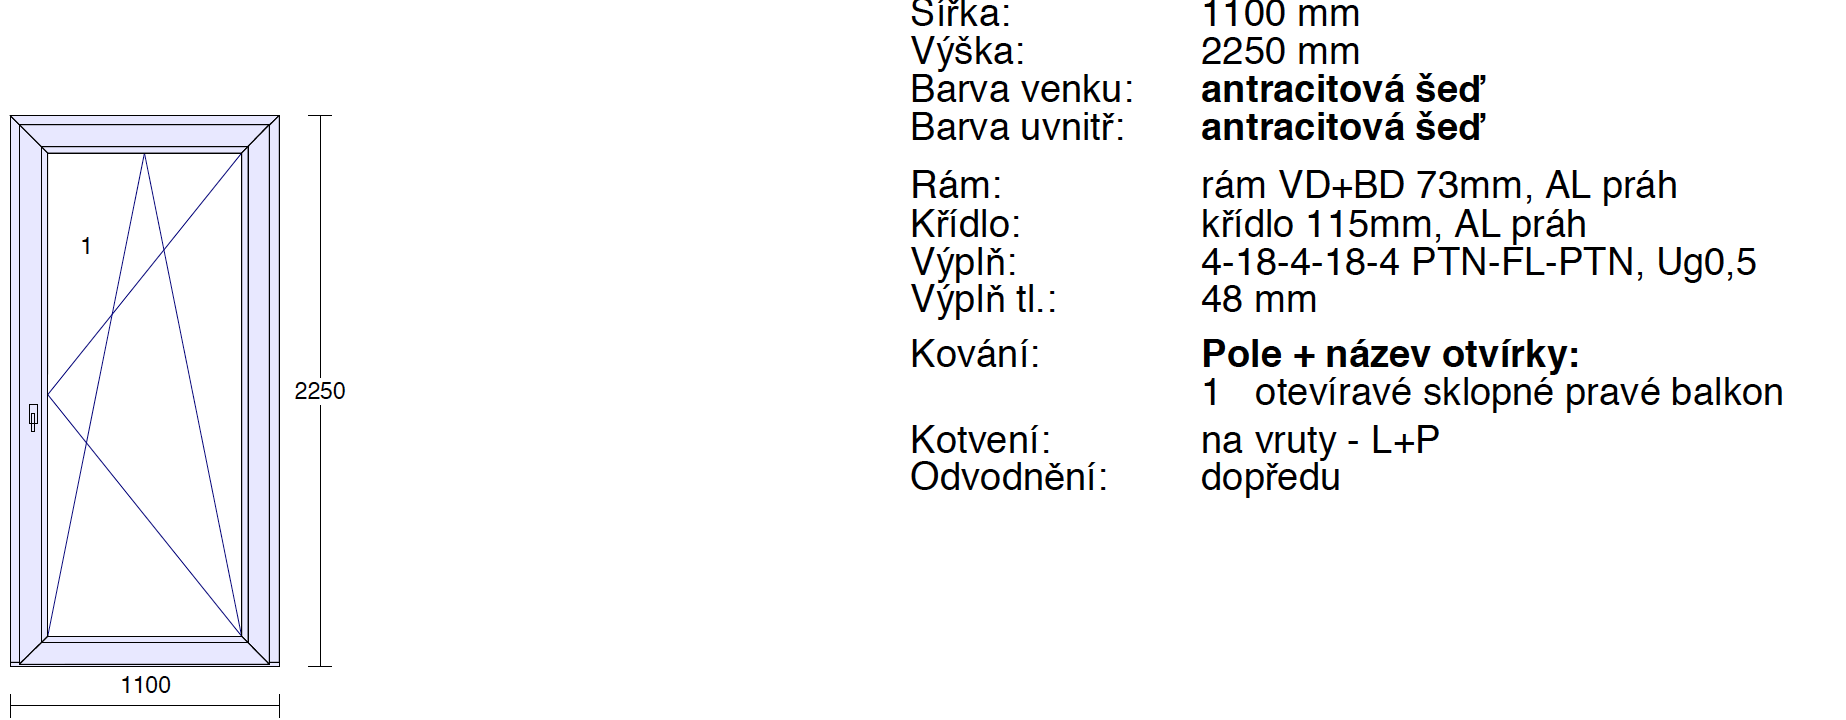 Šířka: 1100 mm
Výška: 2250 mm
Barva venku: antracitová šeď
Barva uvnitř: antracitová šeď
Rám: rám VD+BD 73mm, AL práh
Křídlo: křídlo 115mm, AL práh
Výplň: 4-18-4-18-4 PTN-FL-PTN, Ug0,5
Výplň tl.: 48 mm
Kování: Pole + název otvírky:
1 otevíravé sklopné pravé balkon
Kotvení: na vruty - L+P
Odvodnění: dopředu
1
2250
1100